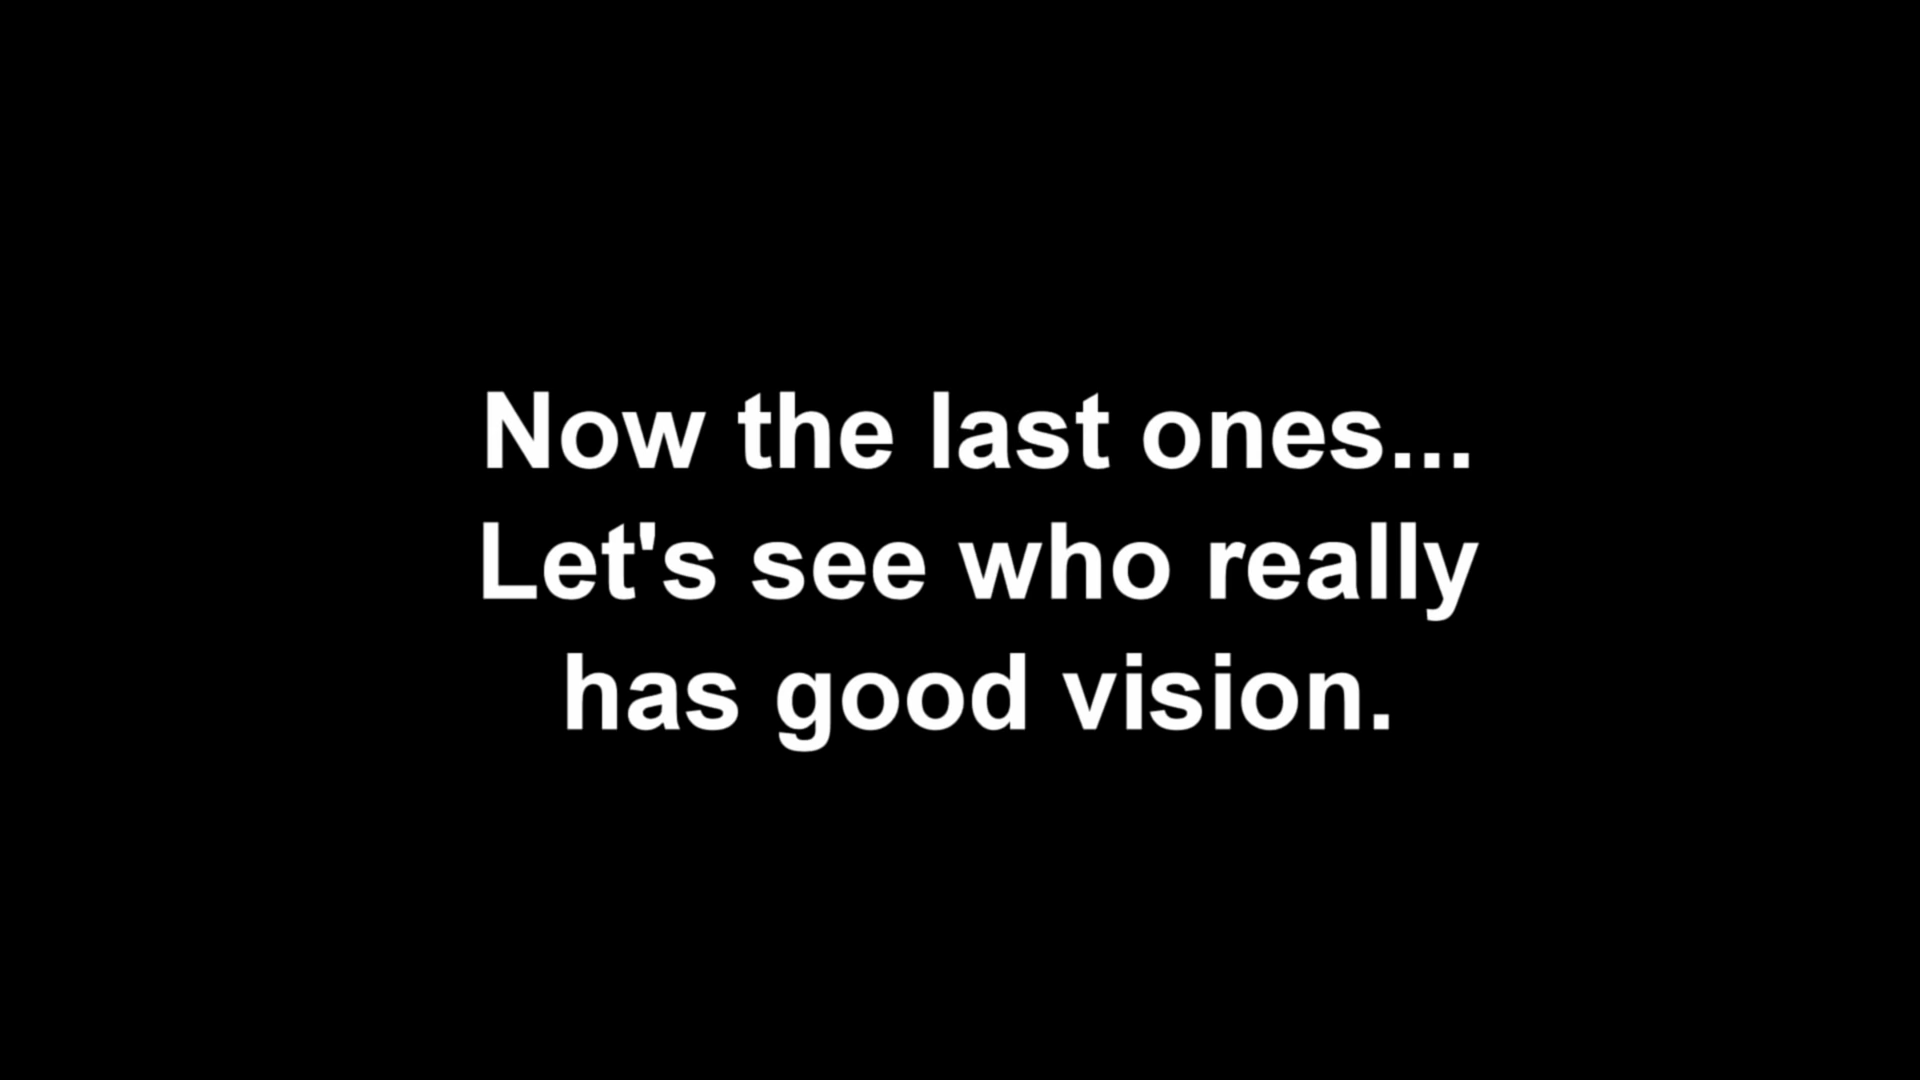 Now the last ones...
Let's see who really
has good vision.